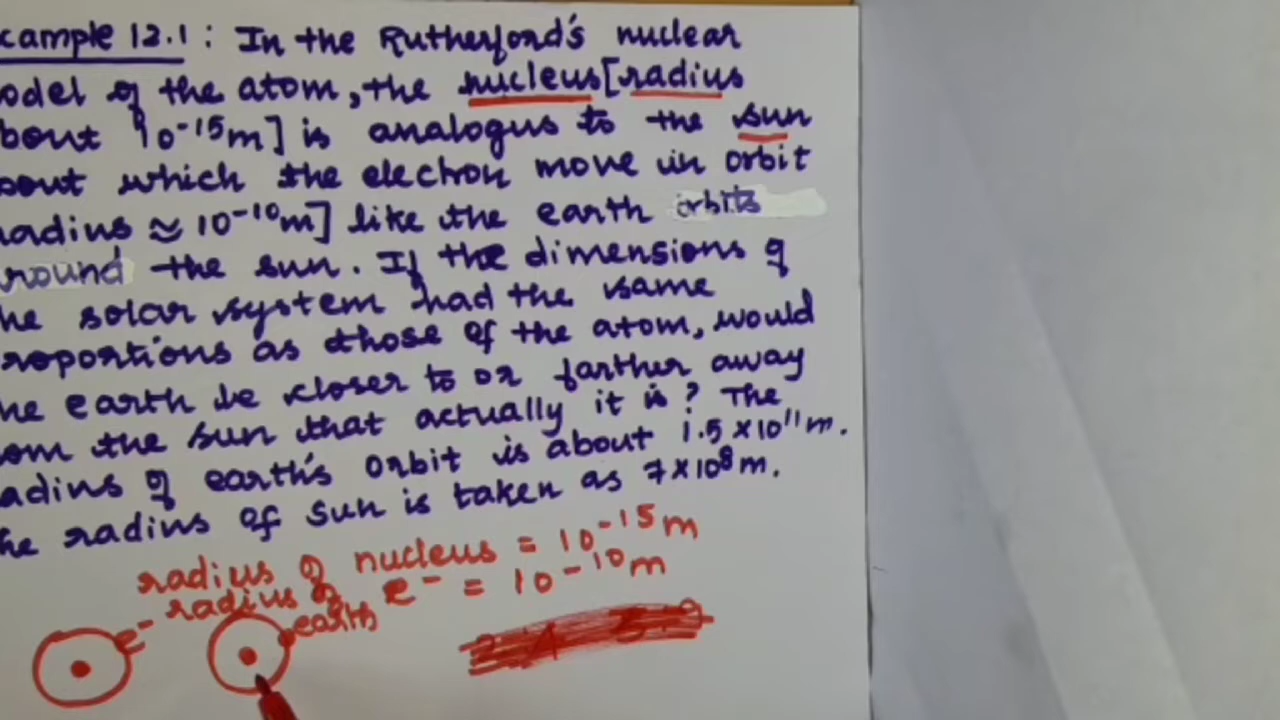 cample 12.1: In the Rutherford's nuclear
odel of the atom, the nucleus [radius
bout 10-15m] is analogus to the sun
bout which the electron move in orbit
radius ≈ 10-10m] like the earth orbits
round the sun. If the dimensions of
he solar system had the same
roportions as those of the atom, would
he earth be closer to or farther away
om the sun that actually it is? The
adius of earth's orbit is about 1.5 × 10¹¹ m.
he radius of sun is taken as 7 × 10⁸ m.
radius of nucleus = 10-15 m
radius of e- = 10-10 m
e- earth